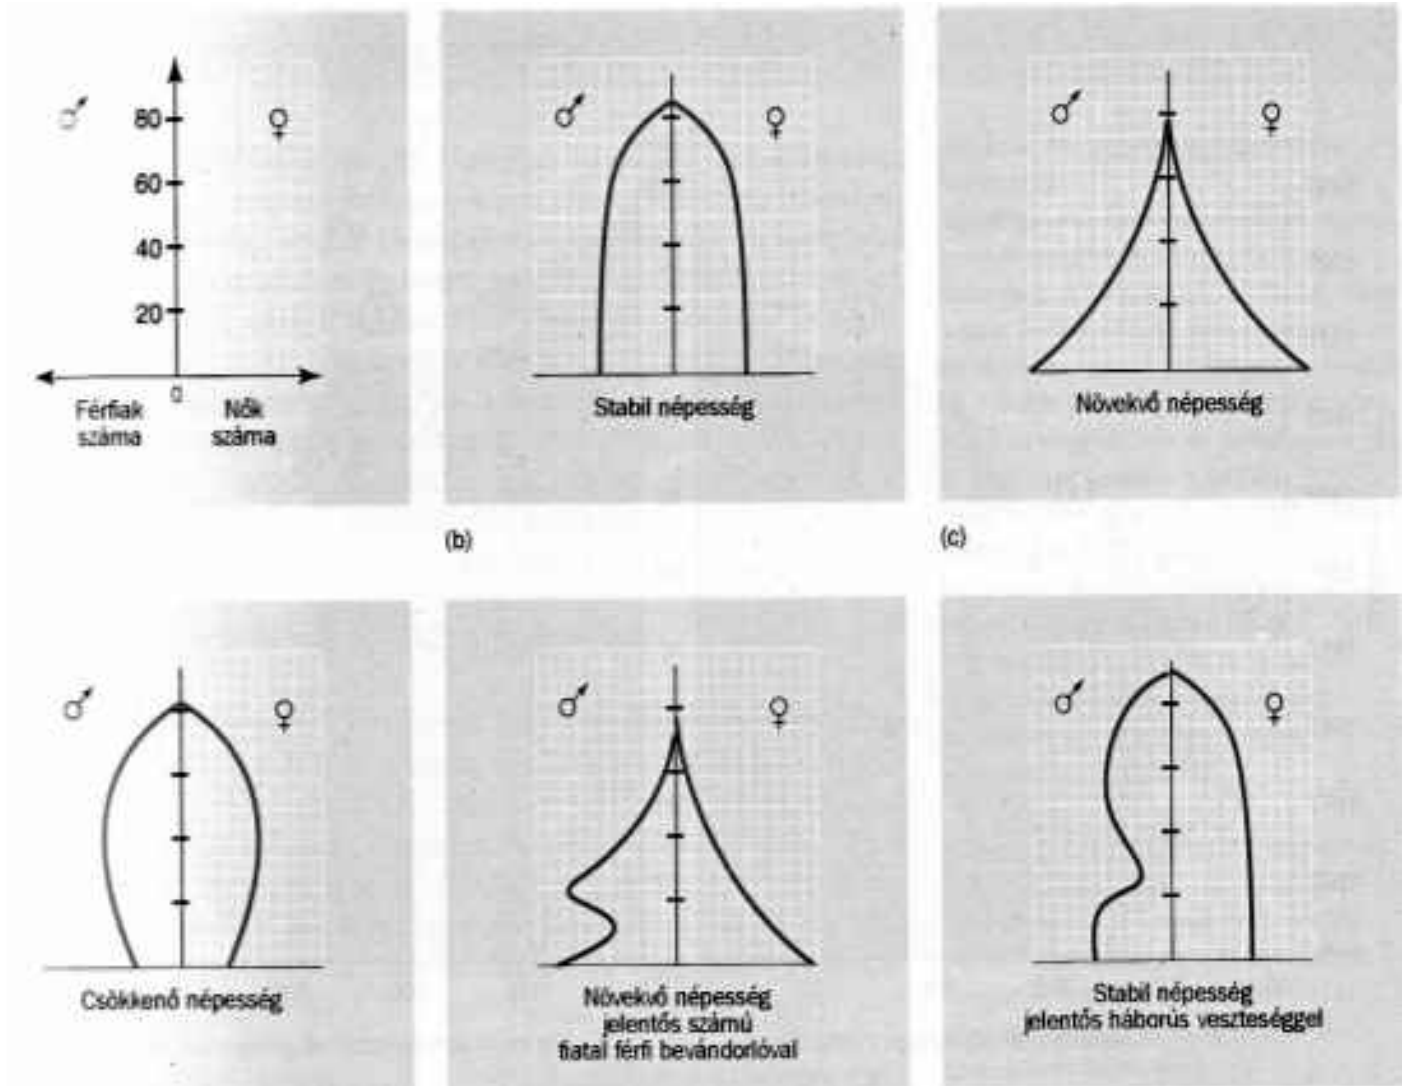 ♂
80
♀
60
40
20
0
Férfiak
száma
Nők
száma
♂
♀
Stabil népesség
♂
♀
Növekvő népesség
(b)
(c)
♂
♀
Csökkenő népesség
♂
♀
Növekvő népesség
jelentős számú
fiatal férfi bevándorlóval
♂
♀
Stabil népesség
jelentős háborús veszteséggel